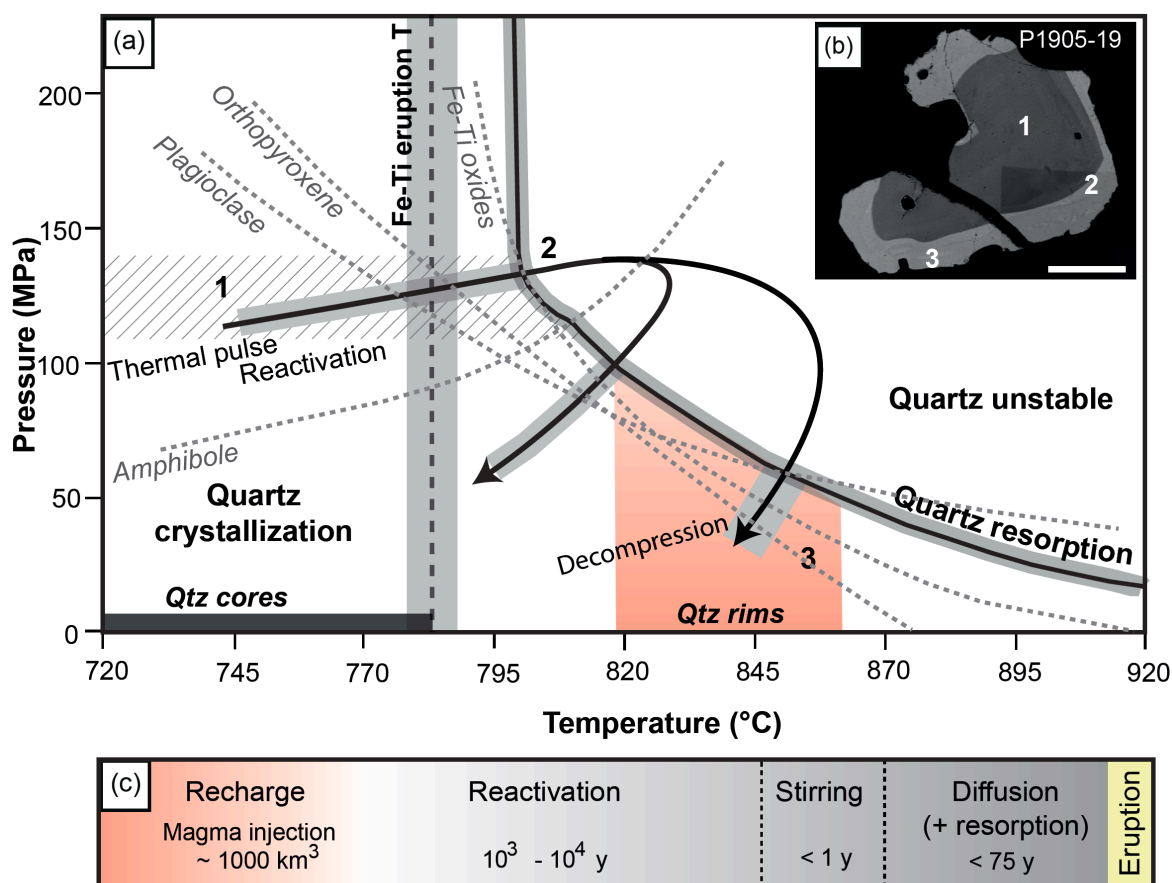 (a)
(b)
P1905-19
1
2
3
Pressure (MPa)
200
150
100
50
0
Orthopyroxene
Plagioclase
Fe-Ti eruption T
Fe-Ti oxides
1
2
Thermal pulse
Reactivation
Amphibole
Quartz unstable
Quartz
crystallization
Quartz resorption
Decompression
3
Qtz cores
Qtz rims
720
745
770
795
820
845
870
895
920
Temperature (°C)
(c)
Recharge
Magma injection
~ 1000 km³
Reactivation
10³ - 10⁴ y
Stirring
< 1 y
Diffusion
(+ resorption)
< 75 y
Eruption